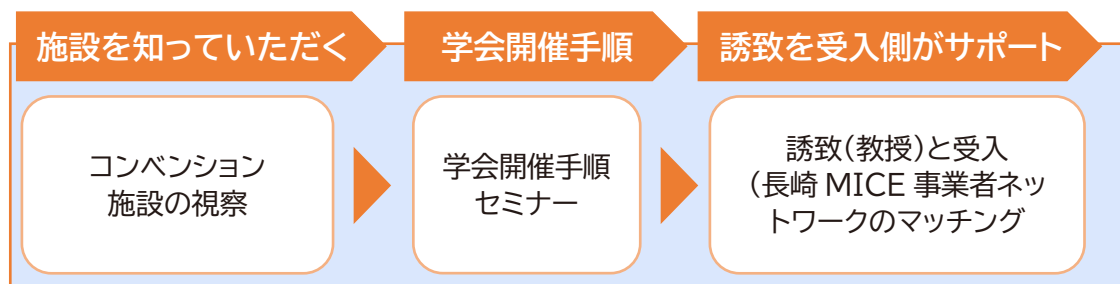 施設を知っていただく
学会開催手順
誘致を受入側がサポート
コンベンション
施設の視察
学会開催手順
セミナー
誘致(教授)と受入
(長崎 MICE 事業者ネッ
トワークのマッチング